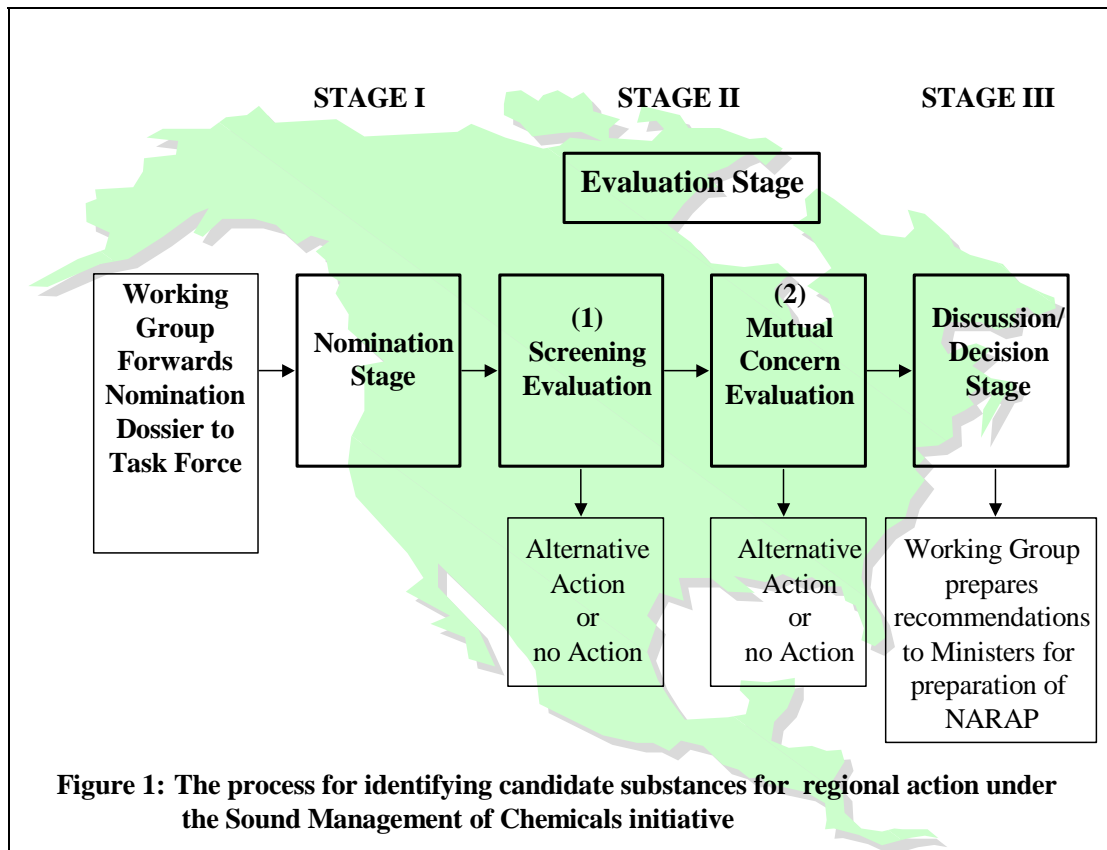 STAGE I
STAGE II
STAGE III
Evaluation Stage
Working
Group
Forwards
Nomination
Dossier to
Task Force
Nomination
Stage
(1)
Screening
Evaluation
(2)
Mutual
Concern
Evaluation
Discussion/
Decision
Stage
Alternative
Action
or
no Action
Alternative
Action
or
no Action
Working Group
prepares
recommendations
to Ministers for
preparation of
NARAP
Figure 1: The process for identifying candidate substances for regional action under
the Sound Management of Chemicals initiative